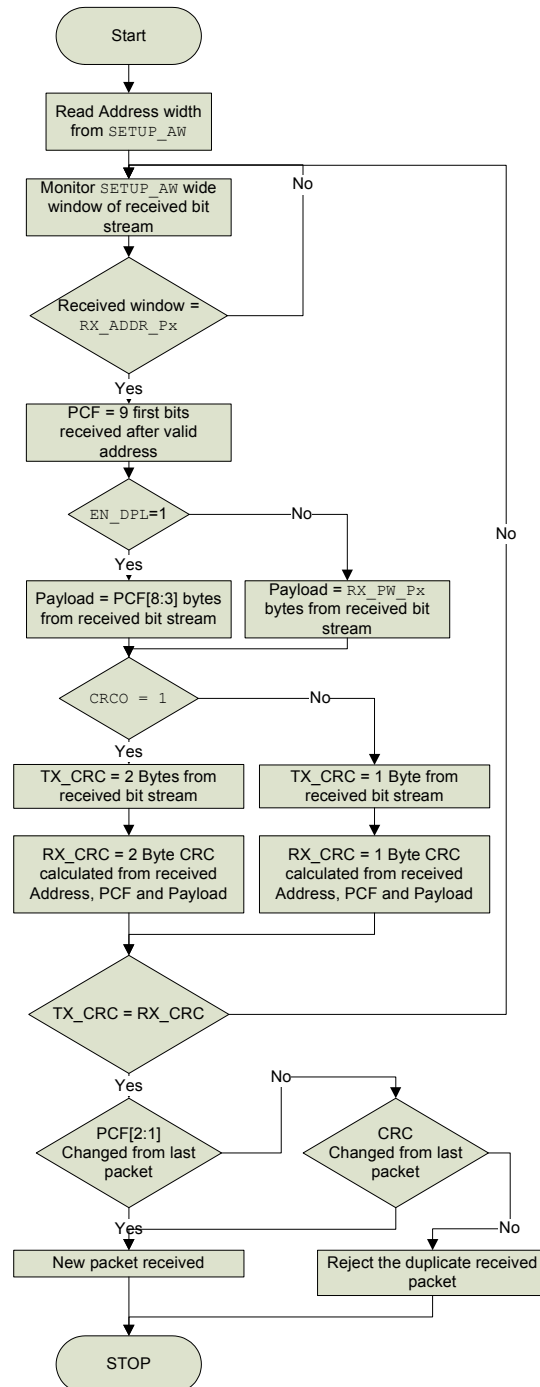 Start
Read Address width
from SETUP_AW
No
Monitor SETUP_AW wide
window of received bit
stream
Received window =
RX_ADDR_Px
Yes
PCF = 9 first bits
received after valid
address
EN_DPL=1
No
No
Yes
Payload = PCF[8:3] bytes
from received bit stream
Payload = RX_PW_Px
bytes from received bit
stream
CRCO = 1
No
Yes
TX_CRC = 2 Bytes from
received bit stream
TX_CRC = 1 Byte from
received bit stream
RX_CRC = 2 Byte CRC
calculated from received
Address, PCF and Payload
RX_CRC = 1 Byte CRC
calculated from received
Address, PCF and Payload
TX_CRC = RX_CRC
Yes
No
PCF[2:1]
Changed from last
packet
CRC
Changed from last
packet
Yes
No
New packet received
Reject the duplicate received
packet
STOP